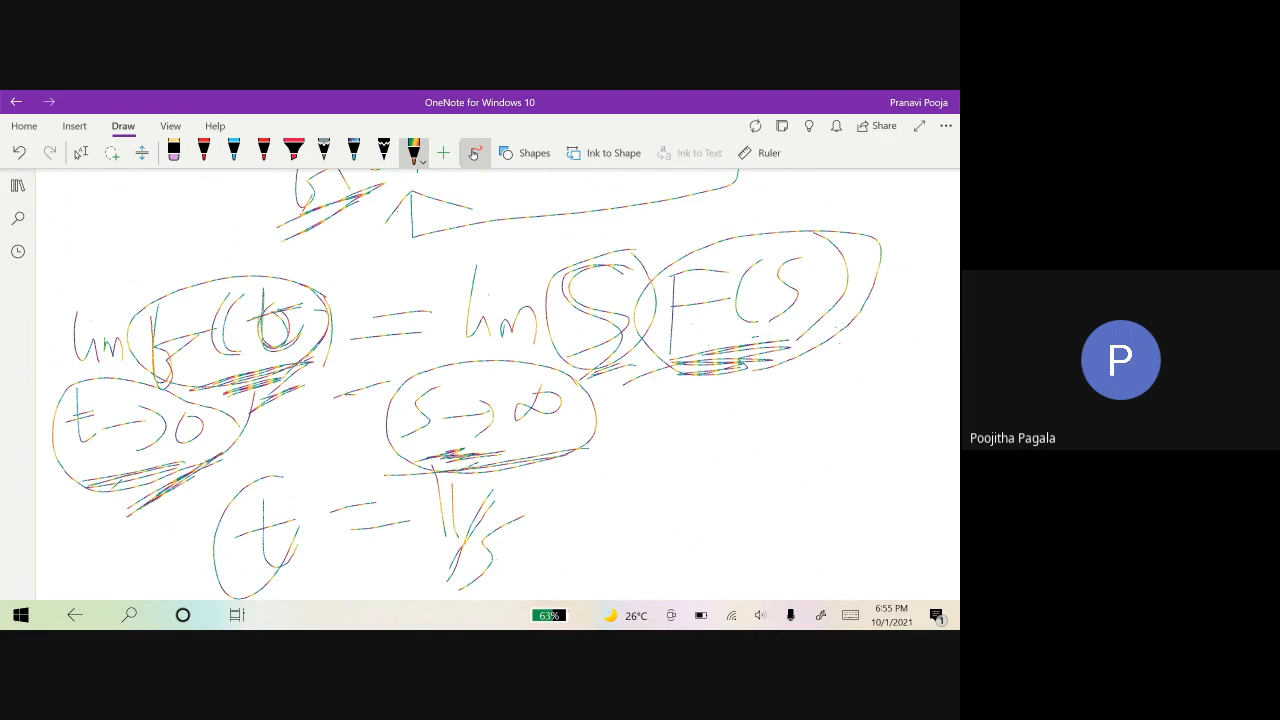 OneNote for Windows 10
Pranavi Pooja
Home Insert Draw View Help
Share
Shapes Ink to Shape Ink to Text Ruler
lim f(t) = lim S F(S)
t→0 = s→∞
t = 1/s
P
Poojitha Pagala
63% 26°C 6:55 PM
10/1/2021
1